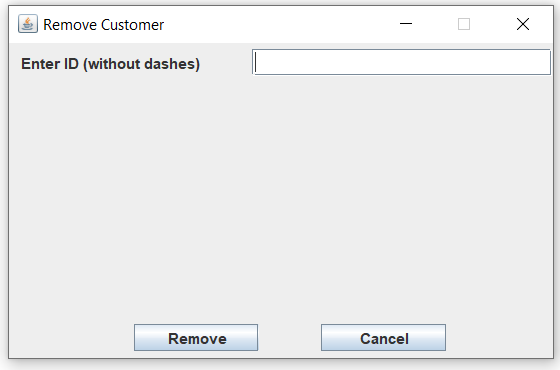 Remove Customer
Enter ID (without dashes)
Remove Cancel